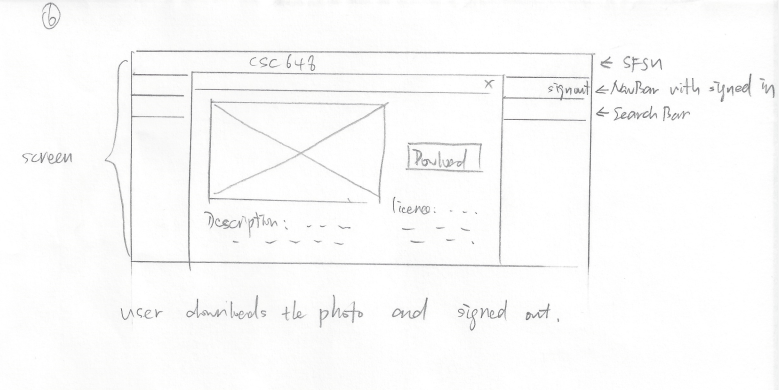 6
CSC 648
← SFSU
x
signout ← NavBar with signed in
← Search Bar
screen
Download
Description: - - -
licence: - - -
user downloads the photo and signed out.